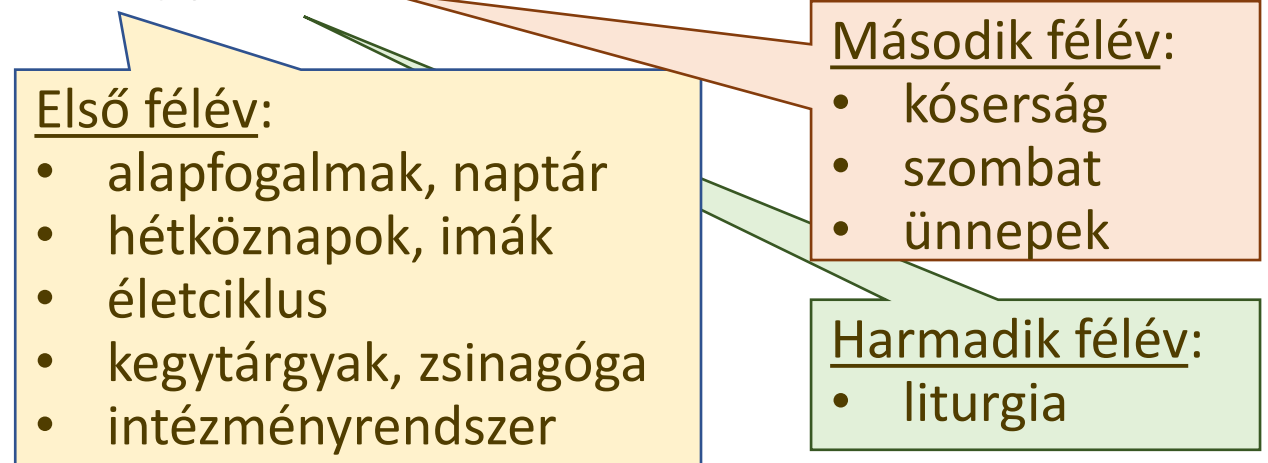 Első félév:
• alapfogalmak, naptár
• hétköznapok, imák
• életciklus
• kegytárgyak, zsinagóga
• intézményrendszer
Második félév:
• kóserság
• szombat
• ünnepek
Harmadik félév:
• liturgia